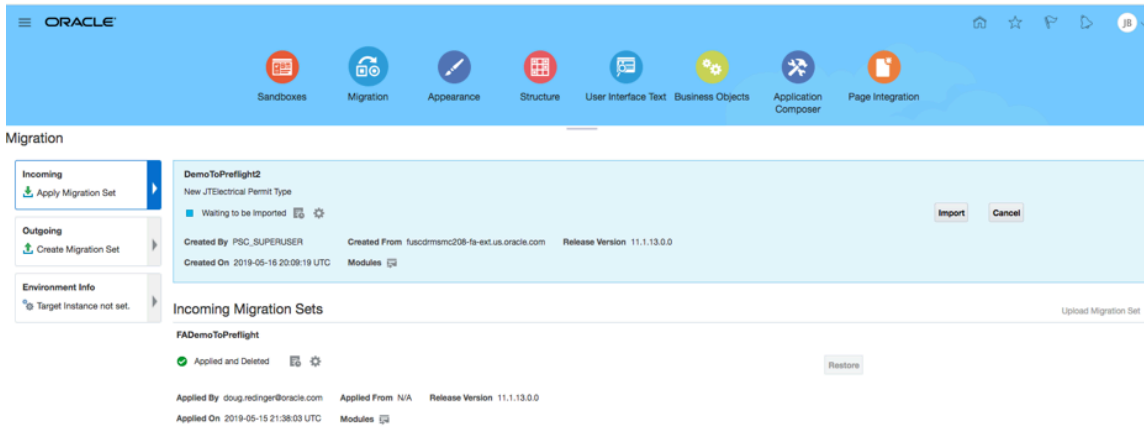 ORACLE
JB
Sandboxes
Migration
Appearance
Structure
User Interface Text
Business Objects
Application
Composer
Page Integration
Migration
Incoming
Apply Migration Set
Outgoing
Create Migration Set
Environment Info
Target Instance not set.
DemoToPreflight2
New JTElectrical Permit Type
Waiting to be Imported
Import
Cancel
Created By PSC_SUPERUSER Created From fuscdrmsmc208-fa-ext.us.oracle.com Release Version 11.1.13.0.0
Created On 2019-05-16 20:09:19 UTC Modules
Incoming Migration Sets
Upload Migration Set
FADemoToPreflight
Applied and Deleted
Restore
Applied By doug.redinger@oracle.com Applied From N/A Release Version 11.1.13.0.0
Applied On 2019-05-15 21:38:03 UTC Modules